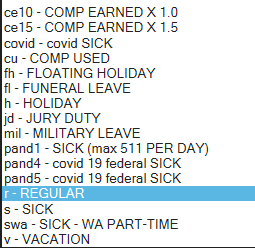 ce10 - COMP EARNED X 1.0
ce15 - COMP EARNED X 1.5
covid - covid SICK
cu - COMP USED
fh - FLOATING HOLIDAY
fl - FUNERAL LEAVE
h - HOLIDAY
jd - JURY DUTY
mil - MILITARY LEAVE
pand1 - SICK (max 511 PER DAY)
pand4 - covid 19 federal SICK
pand5 - covid 19 federal SICK
r - REGULAR
s - SICK
swa - SICK - WA PART-TIME
v - VACATION